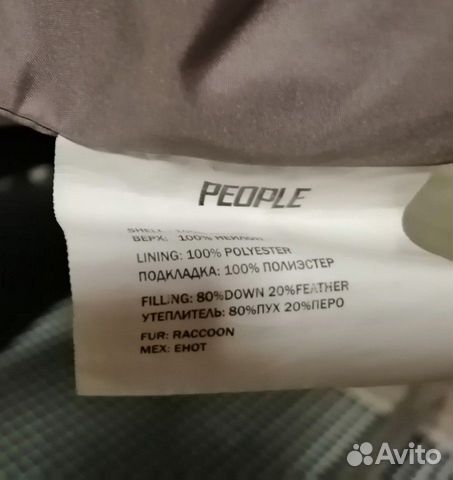 PEOPLE
SHELL:
ВЕРХ: 100% НЕЙЛОН
LINING: 100% POLYESTER
ПОДКЛАДКА: 100% ПОЛИЭСТЕР
FILLING: 80%DOWN 20%FEATHER
УТЕПЛИТЕЛЬ: 80%ПУХ 20%ПЕРО
FUR: RACCOON
МЕХ: ЕНОТ
Avito